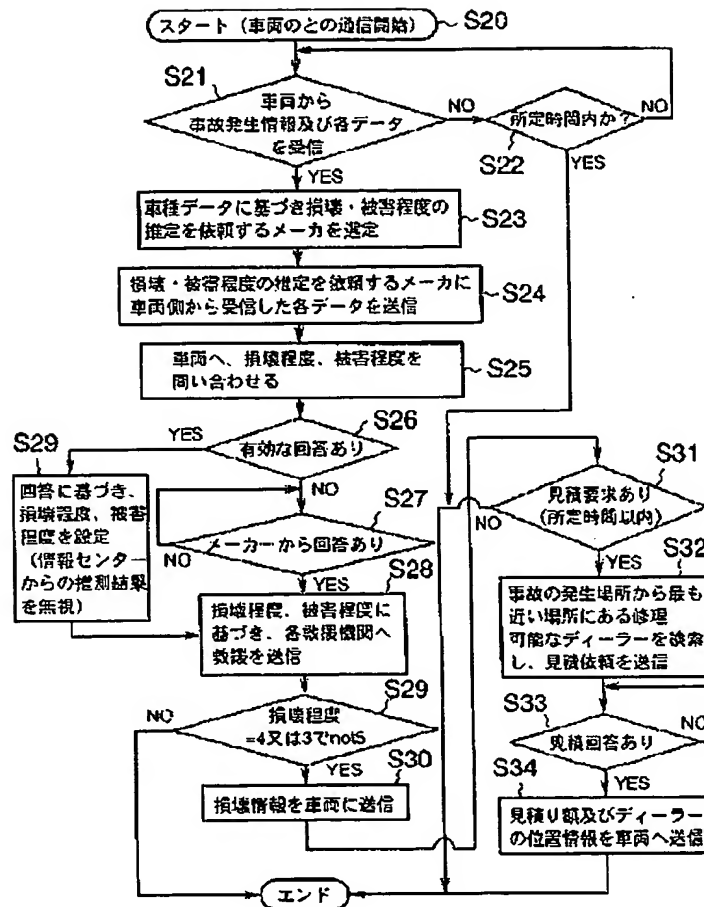 スタート（車両のとの通信開始）
S20
S21
車両から
事故発生情報及び各データ
を受信
NO
所定時間内か？
NO
S22
YES
YES
車種データに基づき損壊・被害程度の
推定を依頼するメーカを選定
S23
損壊・被害程度の推定を依頼するメーカに
車両側から受信した各データを送信
S24
車両へ、損壊程度、被害程度を
問い合わせる
S25
S26
有効な回答あり
YES
NO
S29
回答に基づき、
損壊程度、被害
程度を設定
（情報センター
からの推測結果
を無視）
S27
メーカーから回答あり
NO
YES
S28
損壊程度、被害程度に
基づき、各救援機関へ
救援を送信
S29
損壊程度
=4又は3でnotS
NO
YES
S30
損壊情報を車両に送信
S31
見積要求あり
（所定時間以内）
NO
YES
S32
事故の発生場所から最も
近い場所にある修理
可能なディーラーを検索
し、見積依頼を送信
S33
見積回答あり
NO
YES
S34
見積り額及びディーラー
の位置情報を車両へ送信
エンド